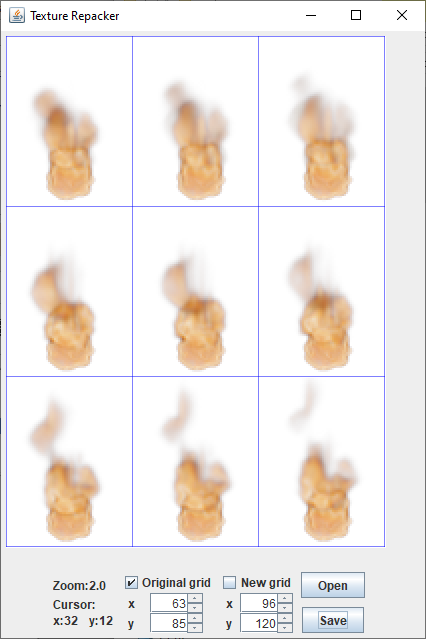 Texture Repacker
Zoom:2.0
Original grid
New grid
Open
Cursor:
x 63
x 96
x:32 y:12
y 85
y 120
Save